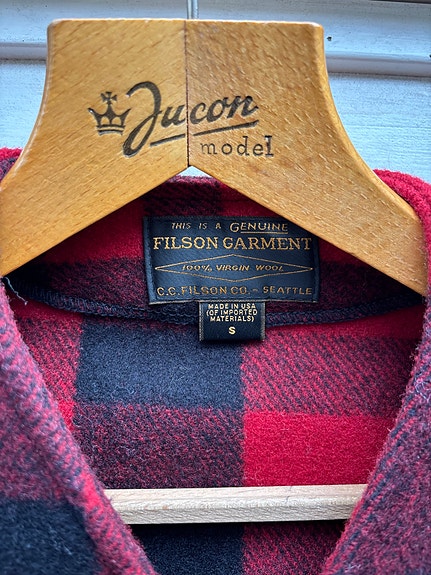 Jucon
model
THIS IS A GENUINE
FILSON GARMENT
100% VIRGIN WOOL
C.C. FILSON CO. ~ SEATTLE
MADE IN USA
(OF IMPORTED
MATERIALS)
S